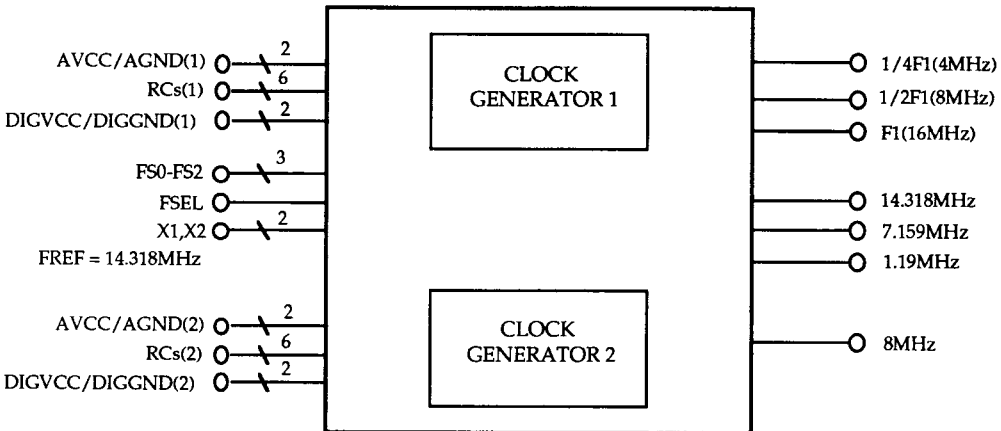 AVCC/AGND(1) 2
RCs(1) 6
DIGVCC/DIGGND(1) 2
FS0-FS2 3
FSEL
X1,X2 2
FREF = 14.318MHz
AVCC/AGND(2) 2
RCs(2) 6
DIGVCC/DIGGND(2) 2
CLOCK
GENERATOR 1
CLOCK
GENERATOR 2
1/4F1(4MHz)
1/2F1(8MHz)
F1(16MHz)
14.318MHz
7.159MHz
1.19MHz
8MHz